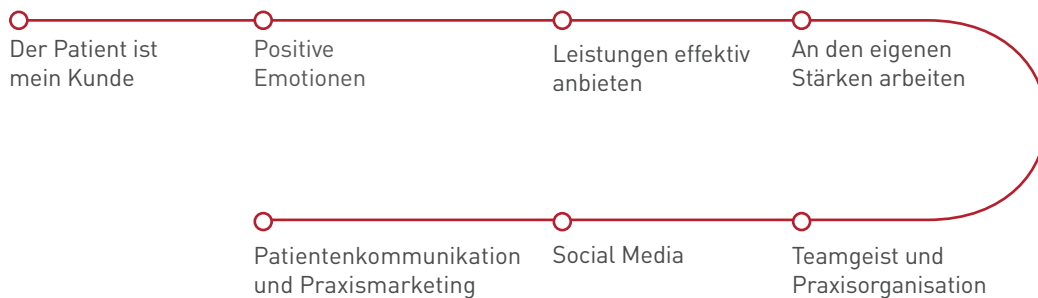 Der Patient ist
mein Kunde
Positive
Emotionen
Leistungen effektiv
anbieten
An den eigenen
Stärken arbeiten
Teamgeist und
Praxisorganisation
Social Media
Patientenkommunikation
und Praxismarketing